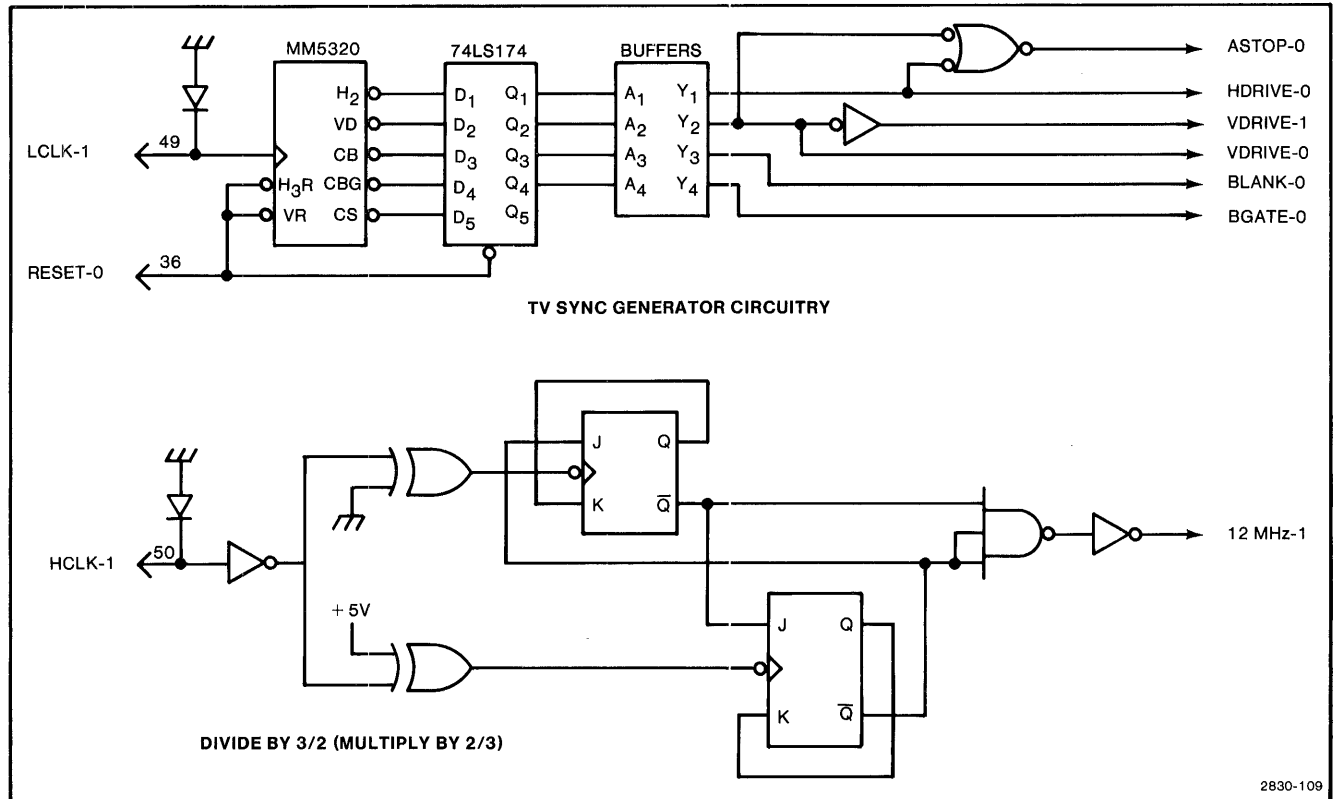 MM5320 74LS174 BUFFERS
ASTOP-0
H2 D1 Q1 A1 Y1 HDRIVE-0
VD D2 Q2 A2 Y2 VDRIVE-1
LCLK-1 49 CB D3 Q3 A3 Y3 VDRIVE-0
H3R CBG D4 Q4 A4 Y4 BLANK-0
VR CS D5 Q5 BGATE-0
RESET-0 36
TV SYNC GENERATOR CIRCUITRY
J Q
K Q̅
HCLK-1 50 12 MHz-1
+5V
J Q
K Q̅
DIVIDE BY 3/2 (MULTIPLY BY 2/3)
2830-109